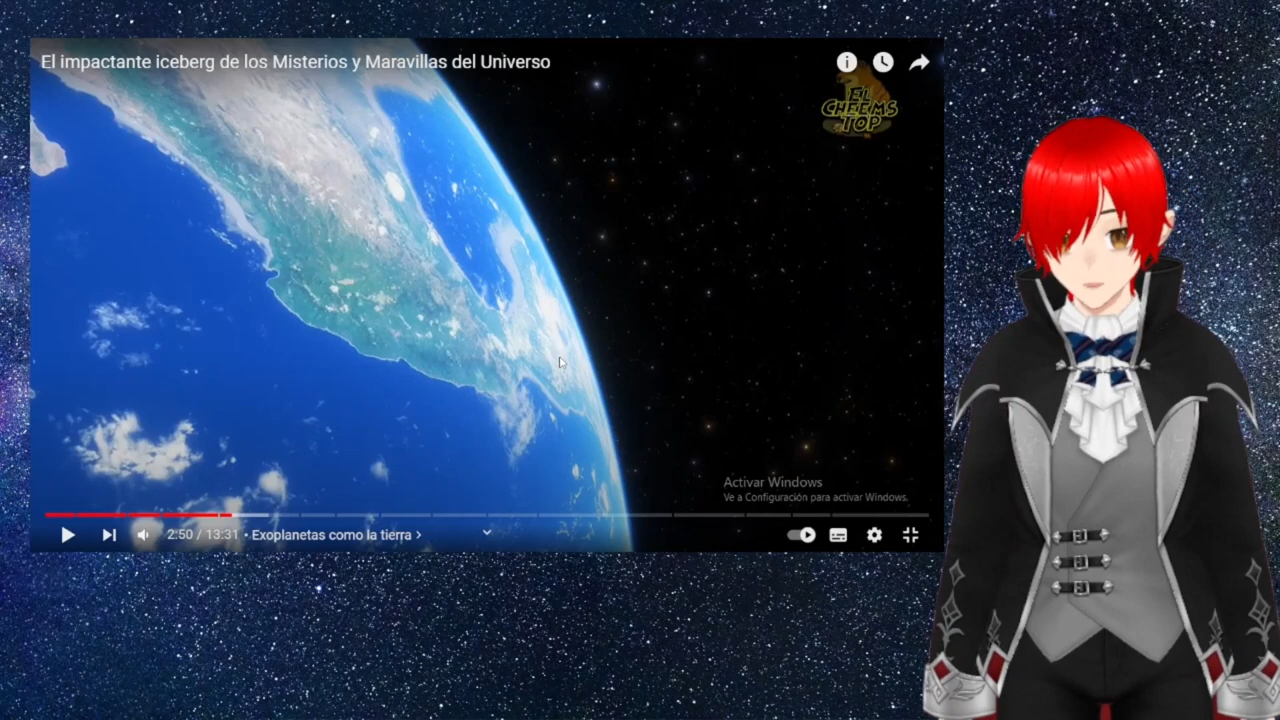 El impactante iceberg de los Misterios y Maravillas del Universo
EL
CHEEMS
TOP
Activar Windows
Ve a Configuración para activar Windows.
2:50 / 13:31 • Exoplanetas como la tierra >